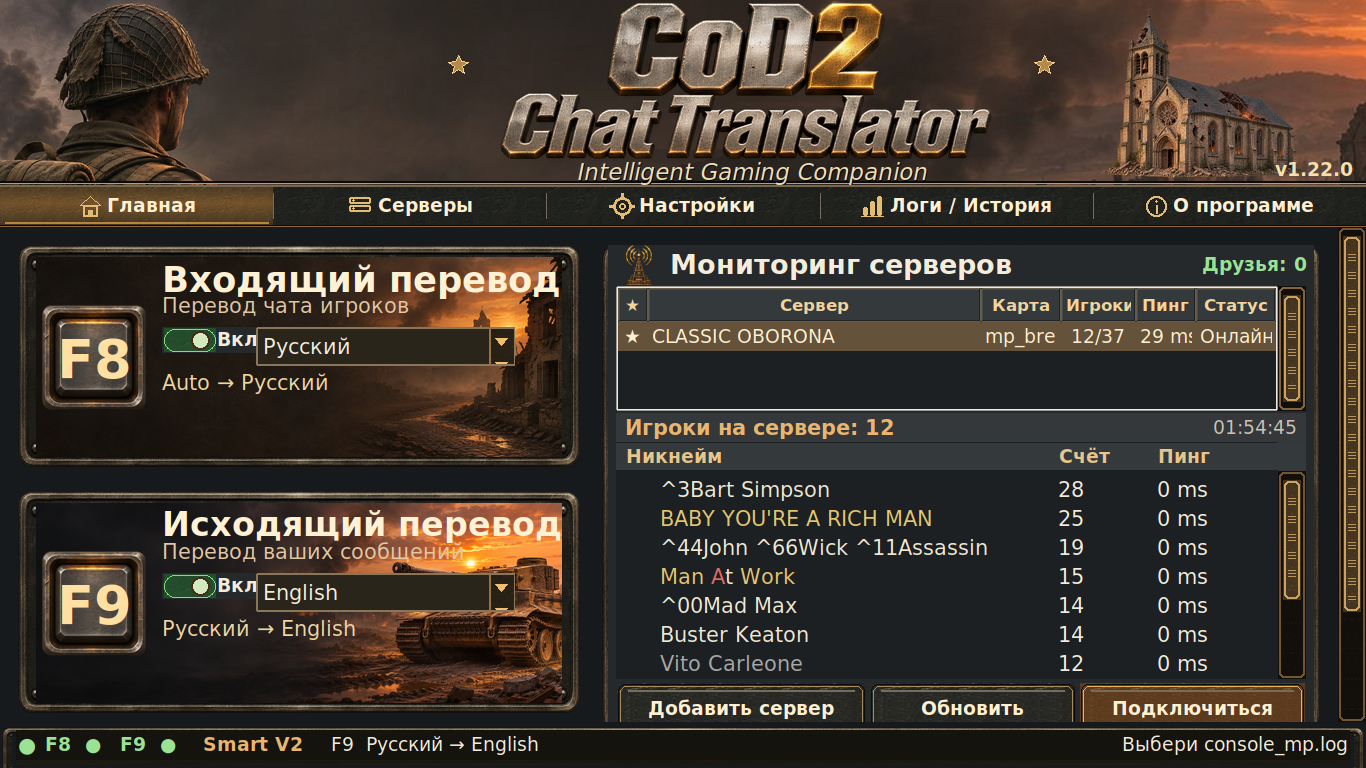 CoD2
Chat Translator
Intelligent Gaming Companion
v1.22.0
Главная
Серверы
Настройки
Логи / История
О программе
F8
Входящий перевод
Перевод чата игроков
Вкл
Русский
Auto → Русский
F9
Исходящий перевод
Перевод ваших сообщений
Вкл
English
Русский → English
Мониторинг серверов
Друзья: 0
★ Сервер Карта Игроки Пинг Статус
★ CLASSIC OBORONA mp_bre 12/37 29 ms Онлайн
Игроки на сервере: 12
01:54:45
Никнейм Счёт Пинг
^3Bart Simpson 28 0 ms
BABY YOU'RE A RICH MAN 25 0 ms
^44John ^66Wick ^11Assassin 19 0 ms
Man At Work 15 0 ms
^00Mad Max 14 0 ms
Buster Keaton 14 0 ms
Vito Carleone 12 0 ms
Добавить сервер
Обновить
Подключиться
● F8 ● F9 ● Smart V2 F9 Русский → English
Выбери console_mp.log